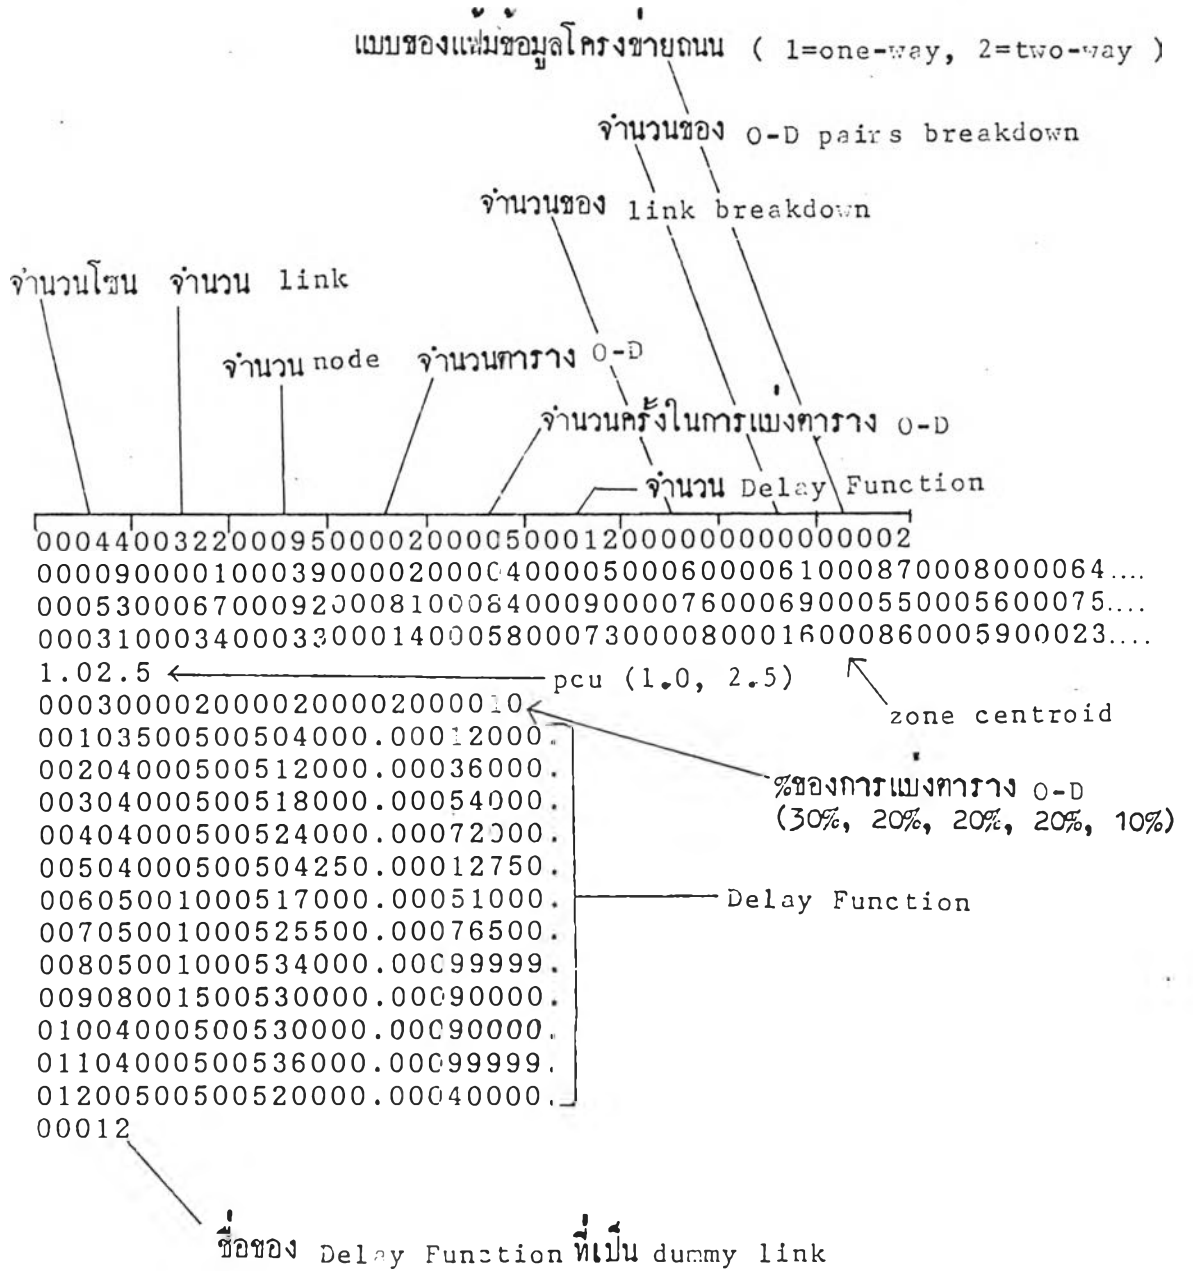 แบบของแฟ้มข้อมูลโครงข่ายถนน ( 1=one-way, 2=two-way )
จำนวนของ O-D pairs breakdown
จำนวนของ link breakdown
จำนวนโซน จำนวน link
จำนวน node จำนวนตาราง O-D
จำนวนครั้งในการแบ่งตาราง O-D
จำนวน Delay Function
000440032200095000020000500012000000000000002
0000900001000390000200004000050006000061000870008000064....
0005300067000920008100084000900007600069000550005600075....
0003100034000330001400058000730000800016000860005900023....
1.02.5
pcu (1.0, 2.5)
0003000020000200002000010
zone centroid
00103500500504000.00012000.
00204000500512000.00036000.
%ของการแบ่งตาราง O-D
00304000500518000.00054000.
(30%, 20%, 20%, 20%, 10%)
00404000500524000.00072000.
00504000500504250.00012750.
00605001000517000.00051000.
Delay Function
00705001000525500.00076500.
00805001000534000.00099999.
00908001500530000.00090000.
01004000500530000.00090000.
01104000500536000.00099999.
01200500500520000.00040000.
00012
ชื่อของ Delay Function ที่เป็น dummy link